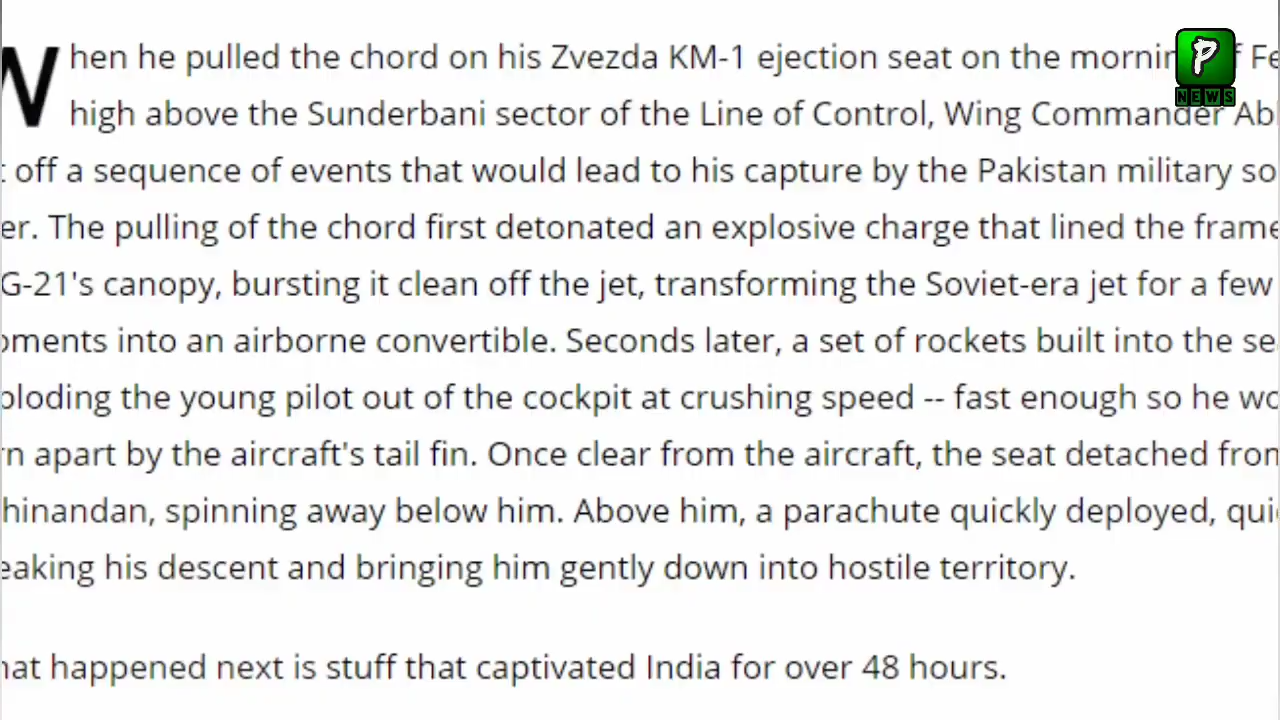 When he pulled the chord on his Zvezda KM-1 ejection seat on the
high above the Sunderbani sector of the Line of Control, Wing Commander
off a sequence of events that would lead to his capture by the Pakistan military
er. The pulling of the chord first detonated an explosive charge that lined the frame
G-21's canopy, bursting it clean off the jet, transforming the Soviet-era jet for a few
oments into an airborne convertible. Seconds later, a set of rockets built into the
ploding the young pilot out of the cockpit at crushing speed -- fast enough so he
rn apart by the aircraft's tail fin. Once clear from the aircraft, the seat detached
hinandan, spinning away below him. Above him, a parachute quickly deployed,
eaking his descent and bringing him gently down into hostile territory.
hat happened next is stuff that captivated India for over 48 hours.
P
NEWS